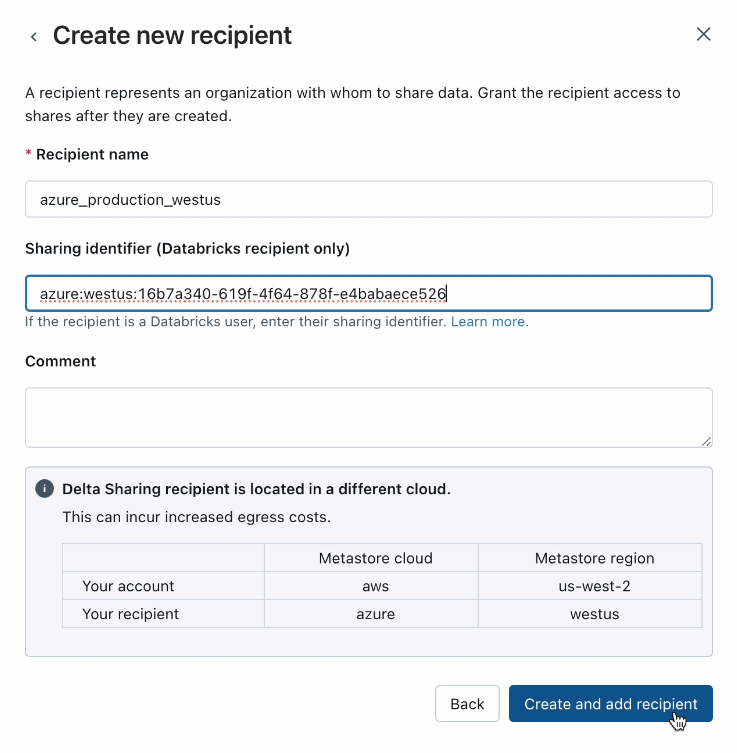 Create new recipient
A recipient represents an organization with whom to share data. Grant the recipient access to
shares after they are created.
* Recipient name
azure_production_westus
Sharing identifier (Databricks recipient only)
azure:westus:16b7a340-619f-4f64-878f-e4babaece526
If the recipient is a Databricks user, enter their sharing identifier. Learn more.
Comment
Delta Sharing recipient is located in a different cloud.
This can incur increased egress costs.
Metastore cloud Metastore region
Your account aws us-west-2
Your recipient azure westus
Back Create and add recipient